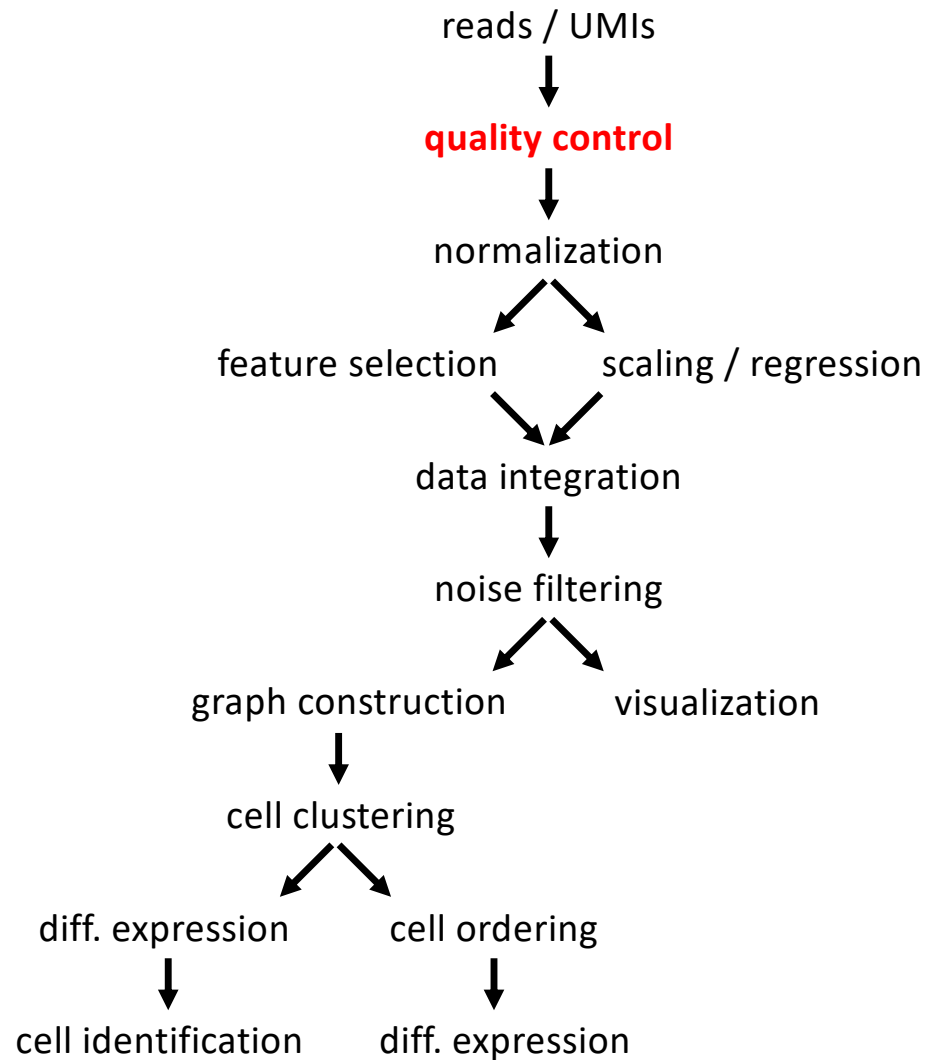 reads / UMIs
quality control
normalization
feature selection
scaling / regression
data integration
noise filtering
graph construction
visualization
cell clustering
diff. expression
cell ordering
cell identification
diff. expression